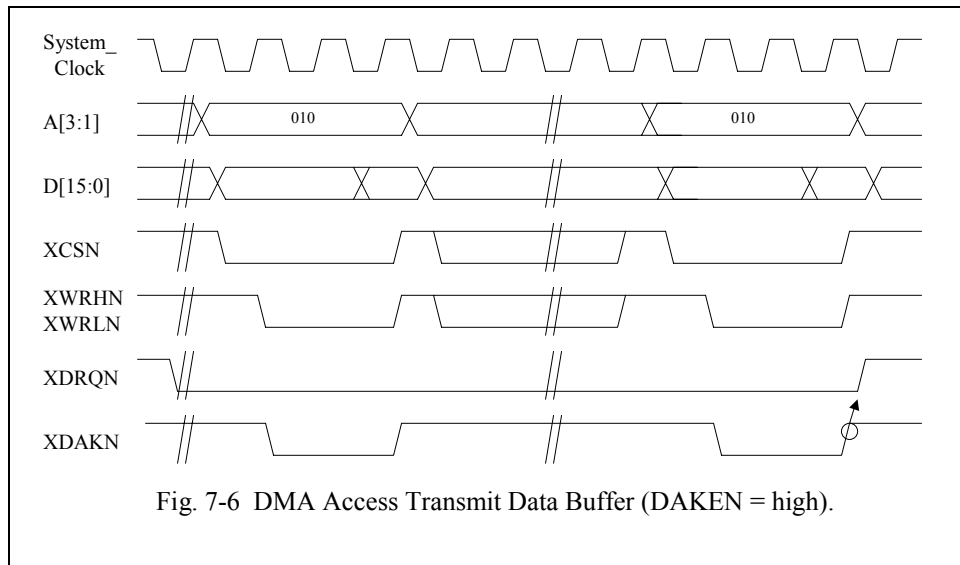 System_
Clock
A[3:1]
010
010
D[15:0]
XCSN
XWRHN
XWRLN
XDRQN
XDAKN
Fig. 7-6 DMA Access Transmit Data Buffer (DAKEN = high).